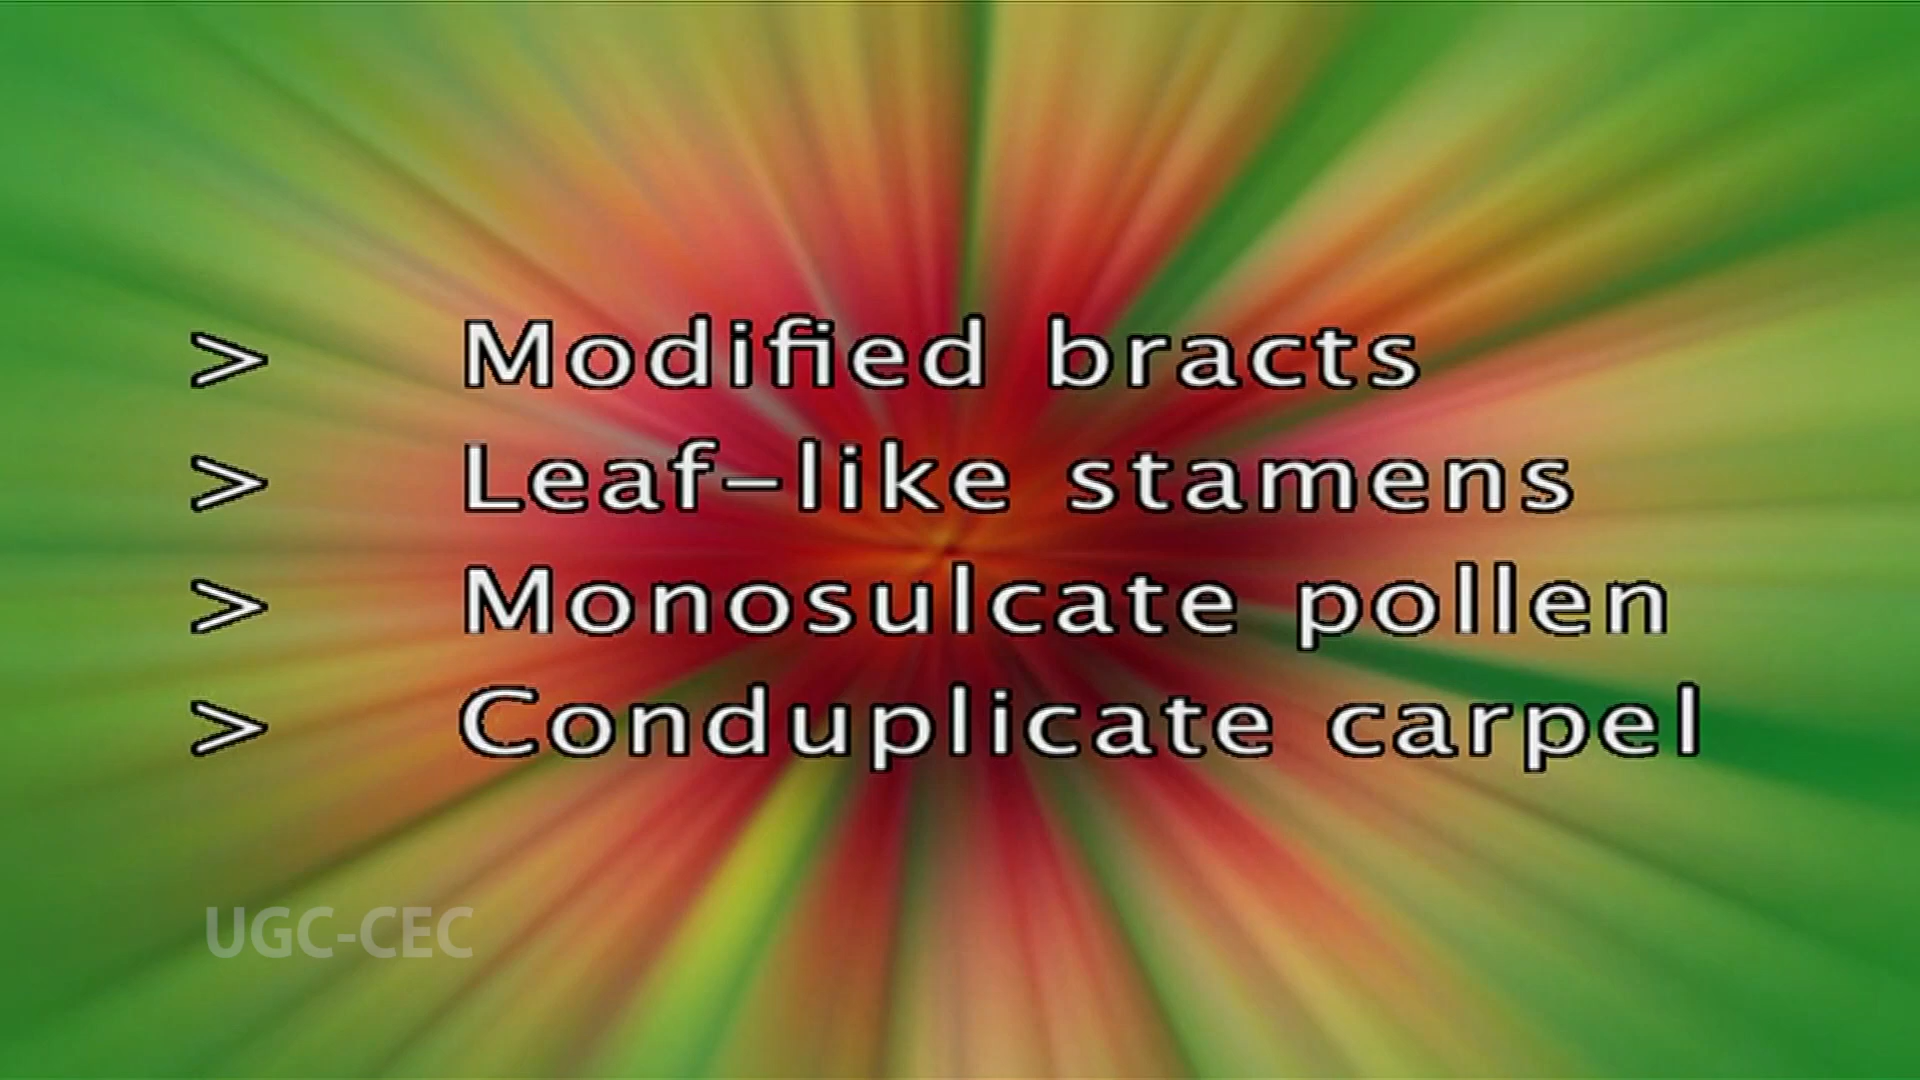 > Modified bracts
> Leaf-like stamens
> Monosulcate pollen
> Conduplicate carpel
UGC-CEC